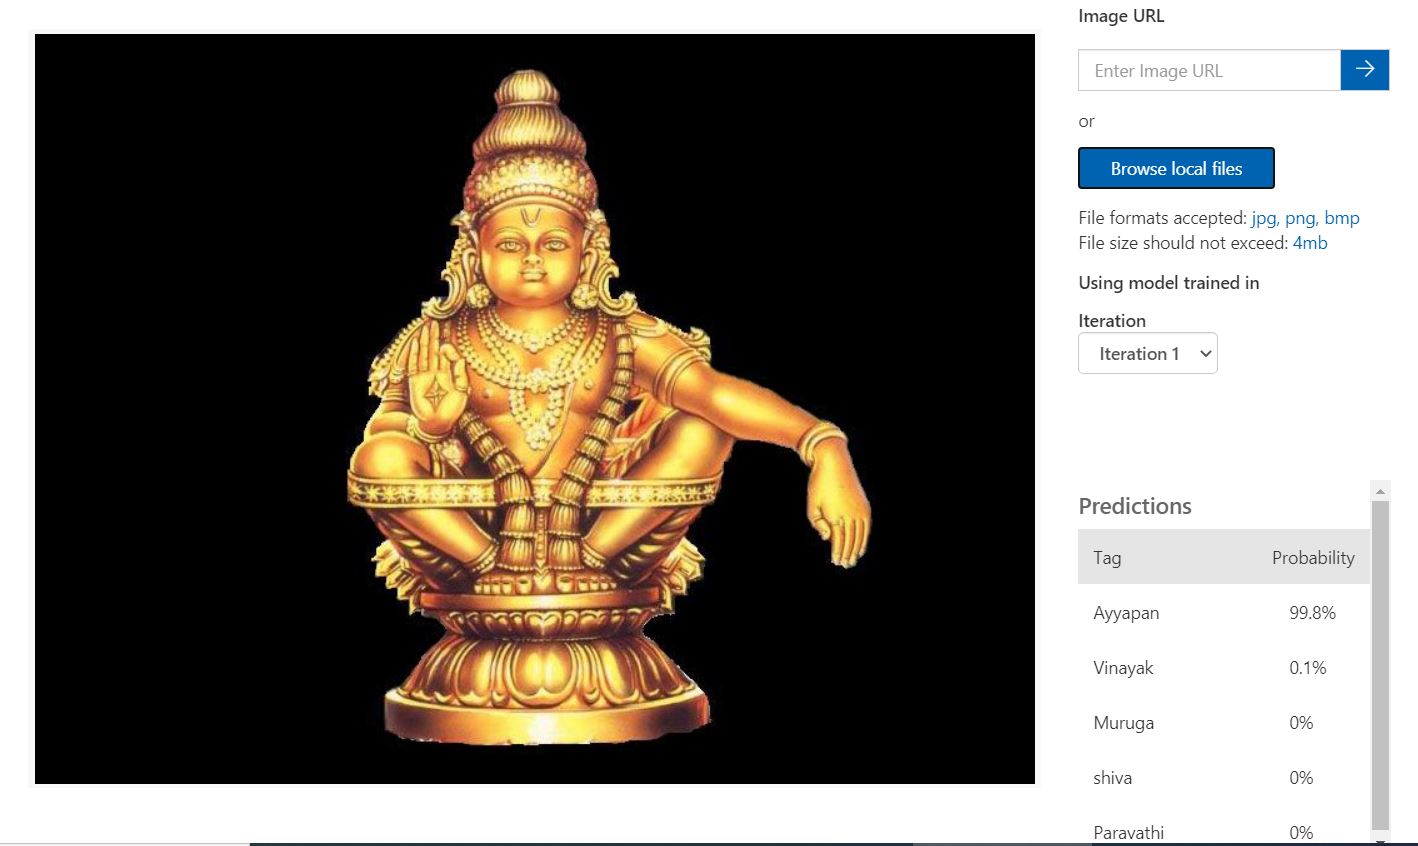 Image URL
Enter Image URL
or
Browse local files
File formats accepted: jpg, png, bmp
File size should not exceed: 4mb
Using model trained in
Iteration
Iteration 1
Predictions
Tag Probability
Ayyapan 99.8%
Vinayak 0.1%
Muruga 0%
shiva 0%
Paravathi 0%